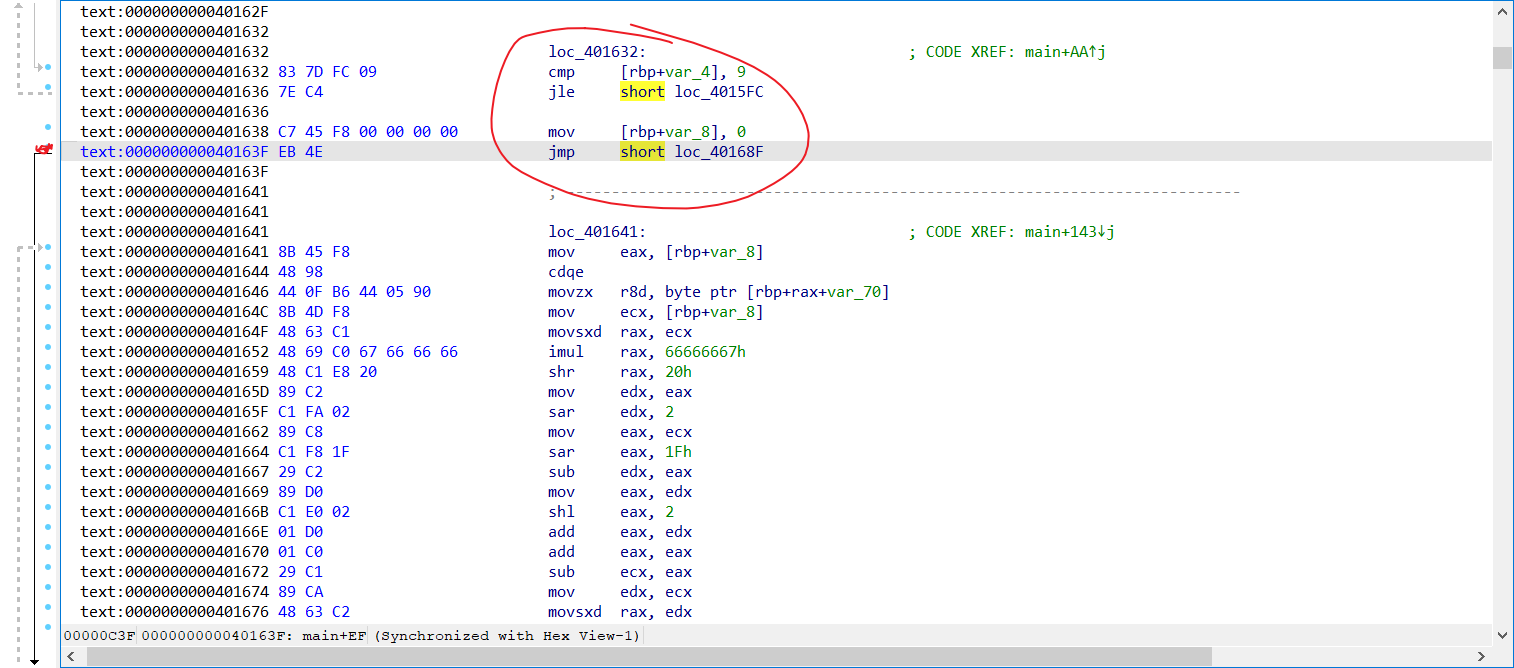 text:000000000040162F
text:0000000000401632
text:0000000000401632 loc_401632: ; CODE XREF: main+AA↑j
text:0000000000401632 83 7D FC 09 cmp [rbp+var_4], 9
text:0000000000401636 7E C4 jle short loc_4015FC
text:0000000000401636
text:0000000000401638 C7 45 F8 00 00 00 00 mov [rbp+var_8], 0
text:000000000040163F EB 4E jmp short loc_40168F
text:000000000040163F
text:0000000000401641 ; ---------------------------------------------------------------------------
text:0000000000401641
text:0000000000401641 loc_401641: ; CODE XREF: main+143↓j
text:0000000000401641 8B 45 F8 mov eax, [rbp+var_8]
text:0000000000401644 48 98 cdqe
text:0000000000401646 44 0F B6 44 05 90 movzx r8d, byte ptr [rbp+rax+var_70]
text:000000000040164C 8B 4D F8 mov ecx, [rbp+var_8]
text:000000000040164F 48 63 C1 movsxd rax, ecx
text:0000000000401652 48 69 C0 67 66 66 66 imul rax, 66666667h
text:0000000000401659 48 C1 E8 20 shr rax, 20h
text:000000000040165D 89 C2 mov edx, eax
text:000000000040165F C1 FA 02 sar edx, 2
text:0000000000401662 89 C8 mov eax, ecx
text:0000000000401664 C1 F8 1F sar eax, 1Fh
text:0000000000401667 29 C2 sub edx, eax
text:0000000000401669 89 D0 mov eax, edx
text:000000000040166B C1 E0 02 shl eax, 2
text:000000000040166E 01 D0 add eax, edx
text:0000000000401670 01 C0 add eax, eax
text:0000000000401672 29 C1 sub ecx, eax
text:0000000000401674 89 CA mov edx, ecx
text:0000000000401676 48 63 C2 movsxd rax, edx
00000C3F 000000000040163F: main+EF (Synchronized with Hex View-1)